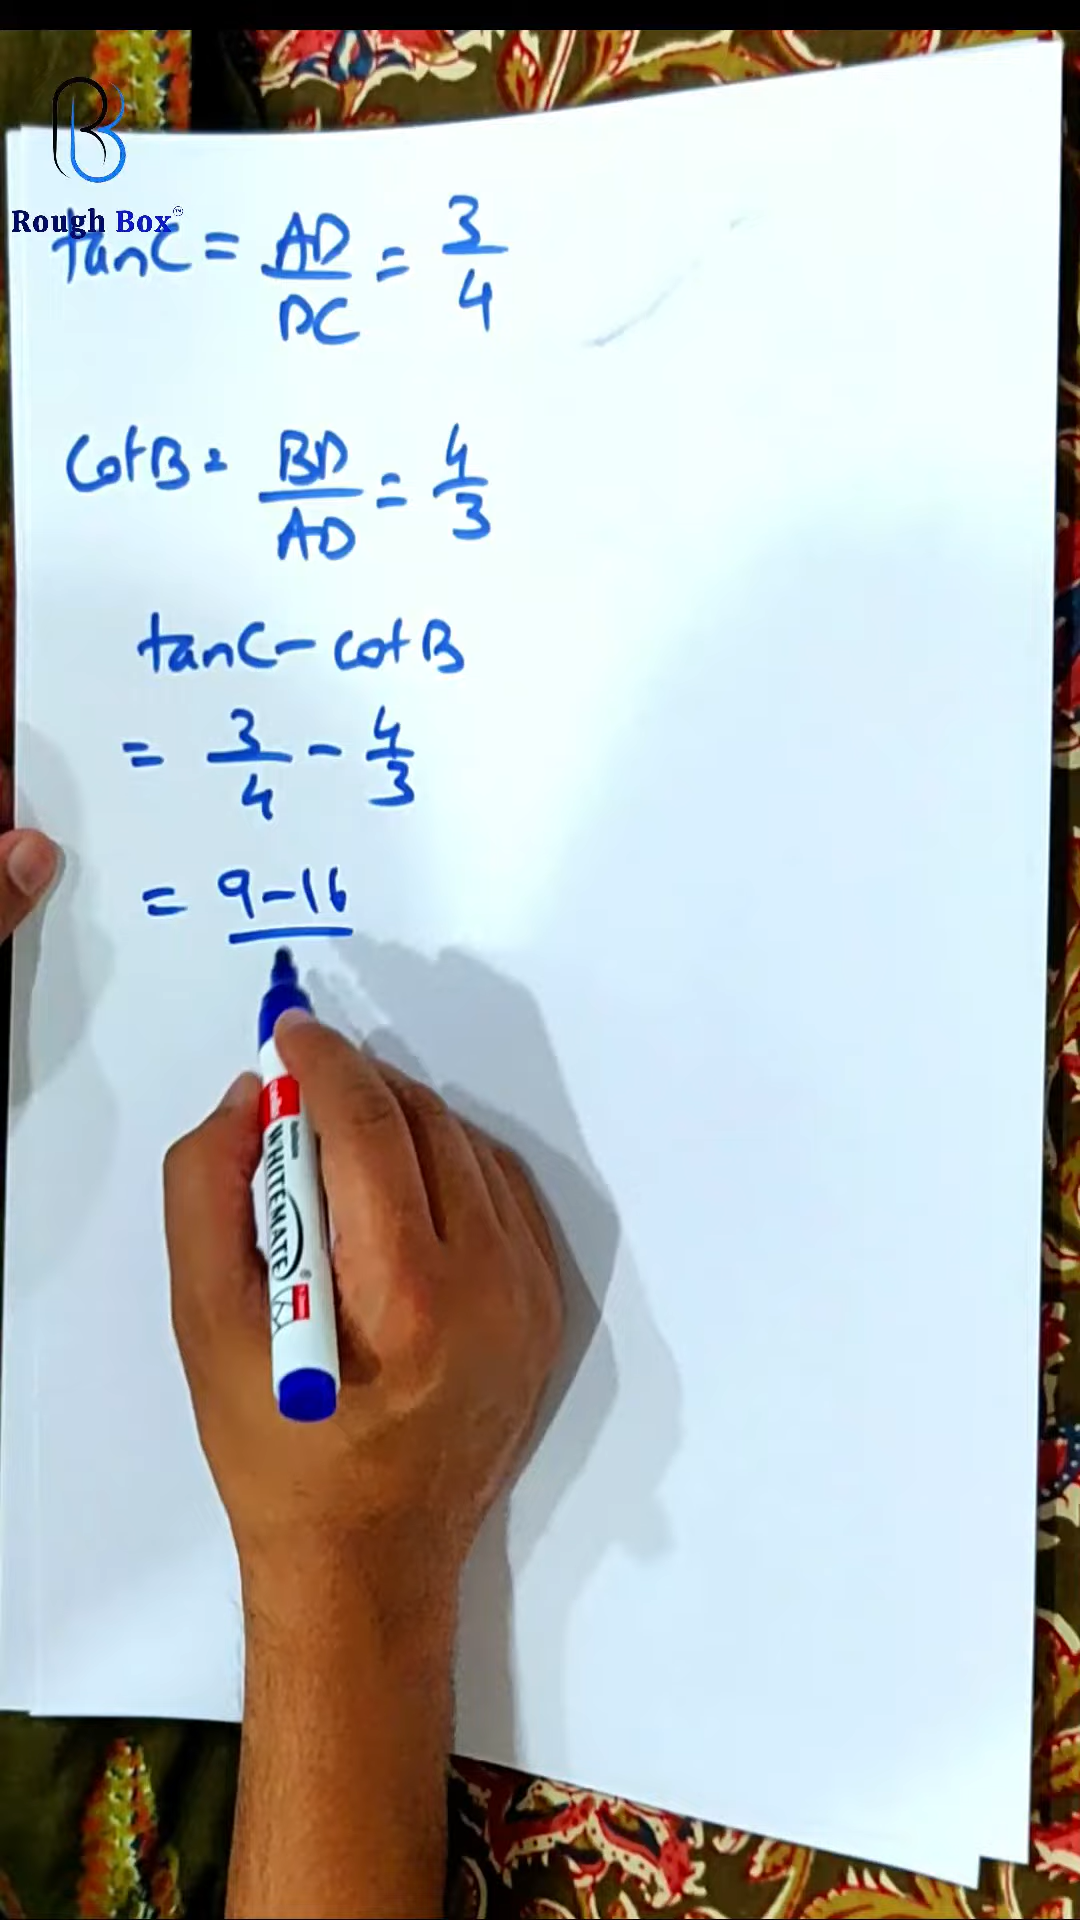 Rough Box™
tanC = AD/DC = 3/4
cotB = BD/AD = 4/3
tanC - cotB
= 3/4 - 4/3
= 9-16
WHITEMATE